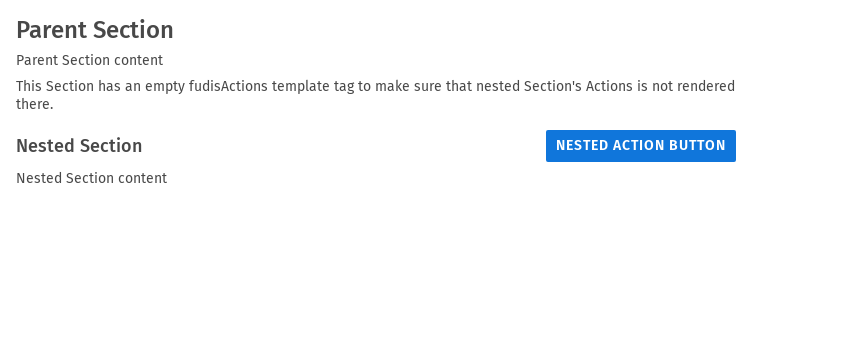 Parent Section
Parent Section content
This Section has an empty fudisActions template tag to make sure that nested Section's Actions is not rendered
there.
Nested Section
NESTED ACTION BUTTON
Nested Section content